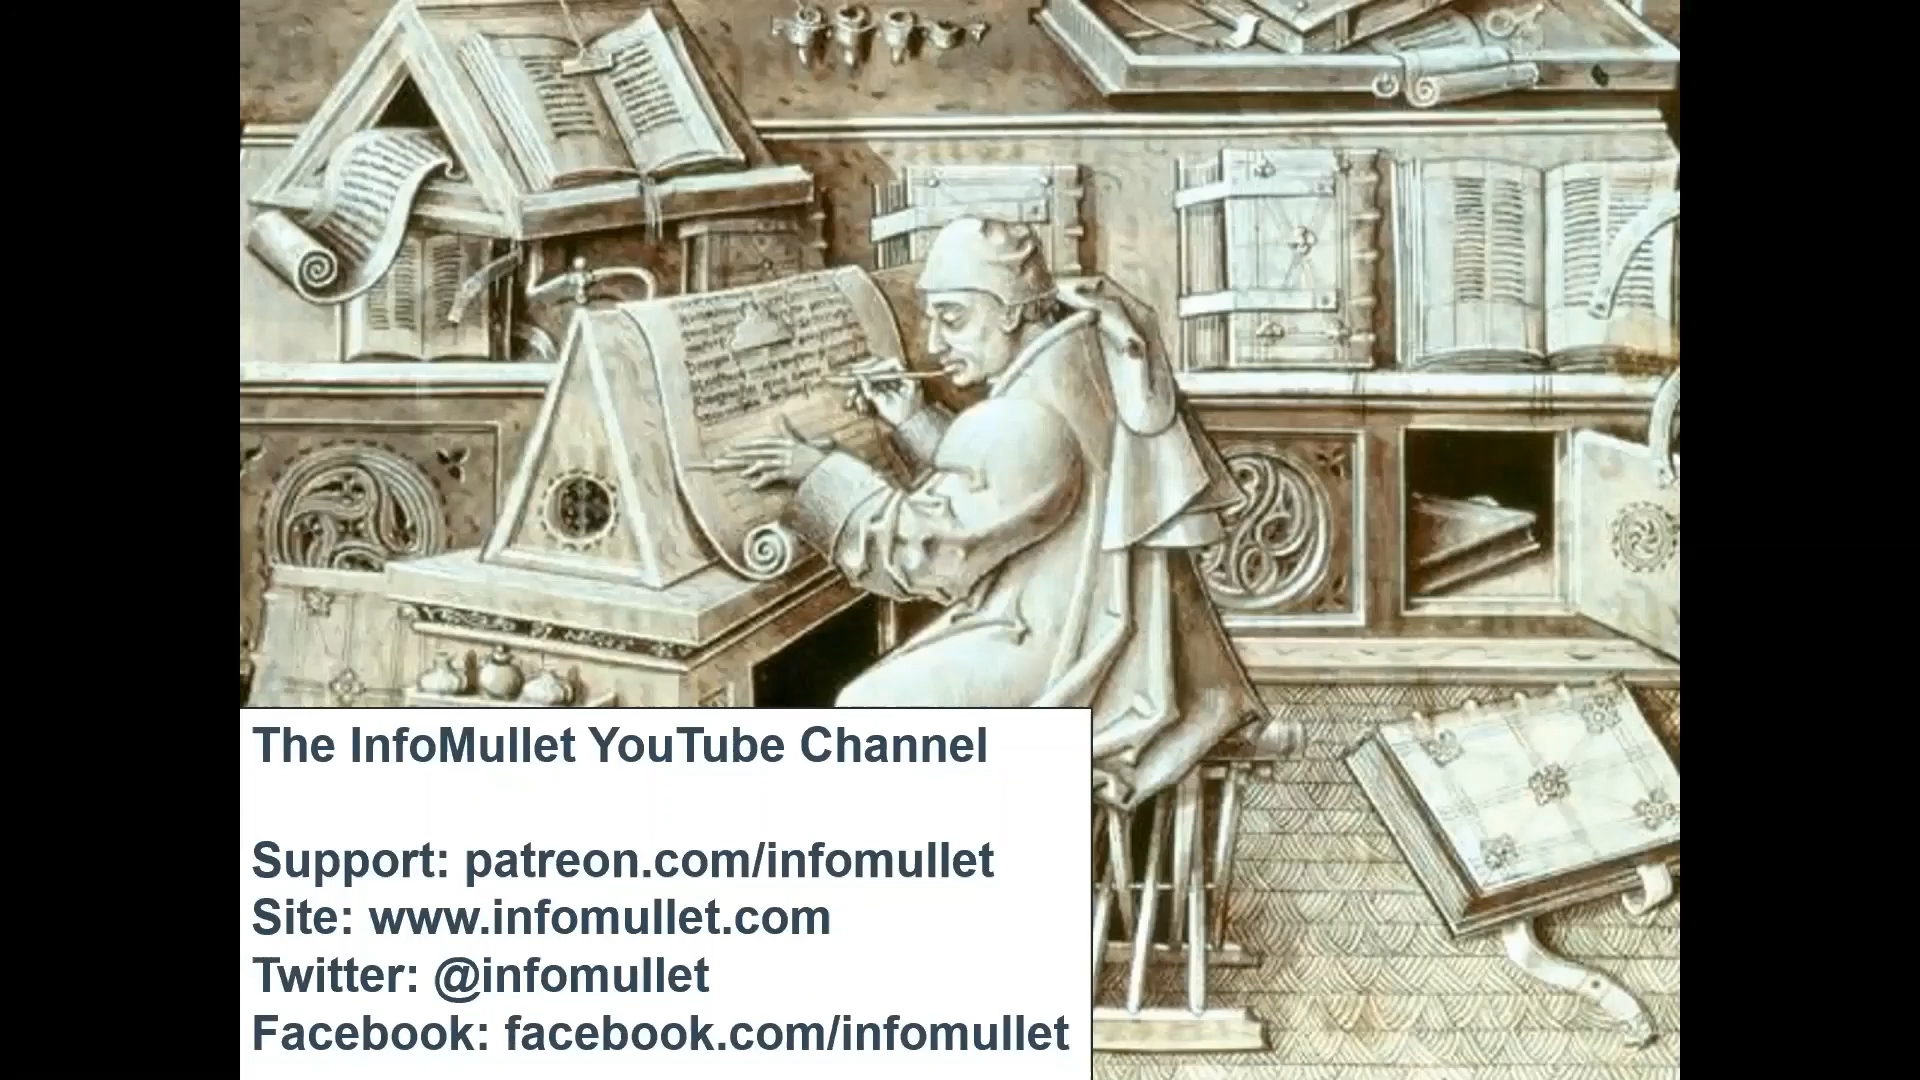 The InfoMullet YouTube Channel
Support: patreon.com/infomullet
Site: www.infomullet.com
Twitter: @infomullet
Facebook: facebook.com/infomullet